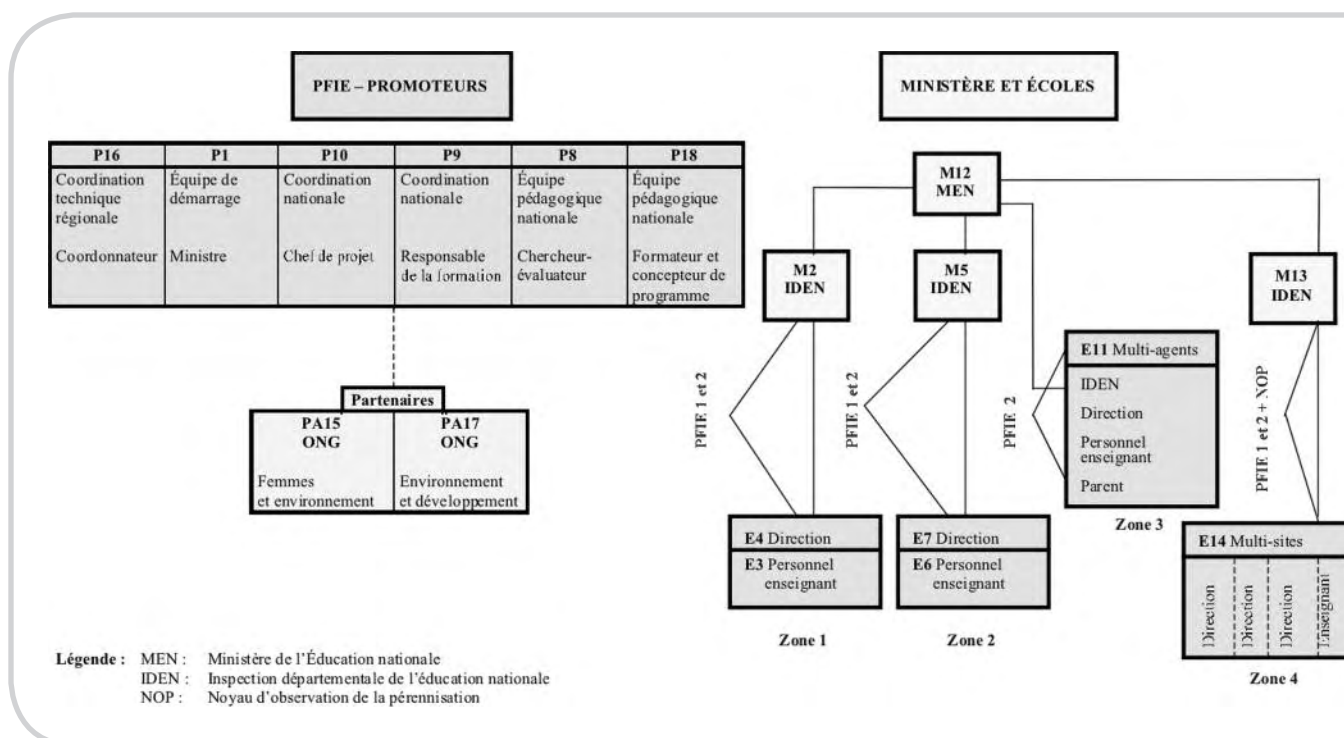 PFIE – PROMOTEURS
MINISTÈRE ET ÉCOLES
P16 P1 P10 P9 P8 P18
Coordination technique régionale
Équipe de démarrage
Coordination nationale
Coordination nationale
Équipe pédagogique nationale
Équipe pédagogique nationale
Coordonnateur
Ministre
Chef de projet
Responsable de la formation
Chercheur-évaluateur
Formateur et concepteur de programme
Partenaires
PA15
ONG
Femmes
et environnement
PA17
ONG
Environnement
et développement
M12
MEN
M2
IDEN
M5
IDEN
M13
IDEN
PFIE 1 et 2
PFIE 1 et 2
PFIE 2
PFIE 1 et 2 + NOP
E11 Multi-agents
IDEN
Direction
Personnel
enseignant
Parent
Zone 3
E4 Direction
E3 Personnel
enseignant
Zone 1
E7 Direction
E6 Personnel
enseignant
Zone 2
E14 Multi-sites
Direction
Direction
Direction
Enseignant
Zone 4
Légende : MEN : Ministère de l’Éducation nationale
IDEN : Inspection départementale de l’éducation nationale
NOP : Noyau d’observation de la pérennisation